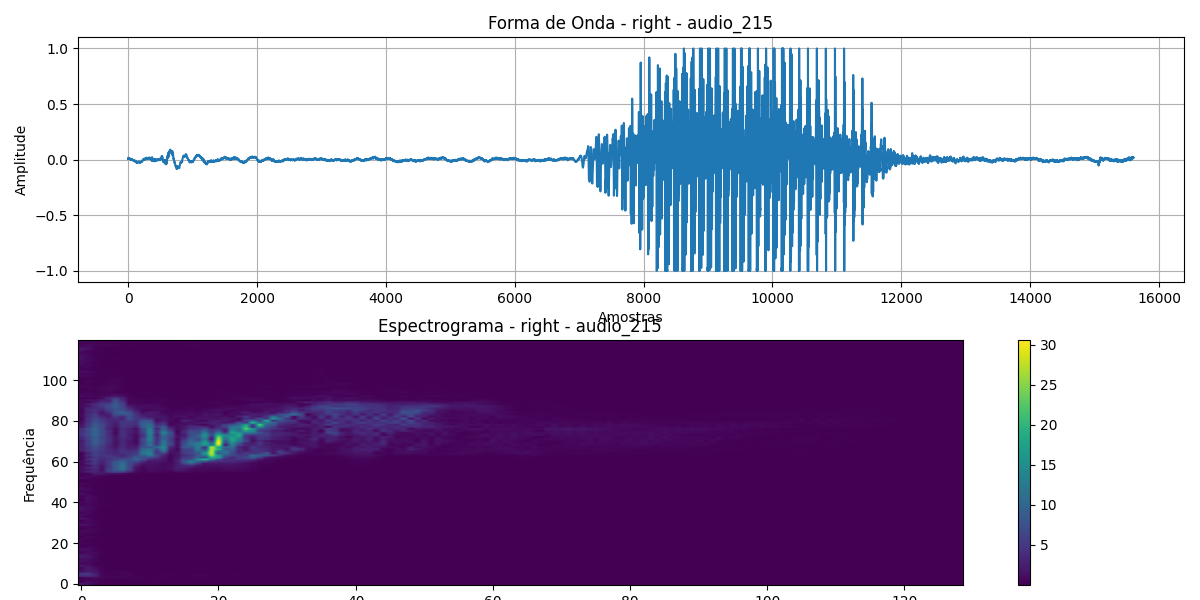 Forma de Onda - right - audio_215
1.0
0.5
0.0
−0.5
−1.0
Amplitude
0 2000 4000 6000 8000 10000 12000 14000 16000
Amostras
Espectrograma - right - audio_215
100
80
60
40
20
0
Frequência
0 20 40 60 80 100 120
30
25
20
15
10
5